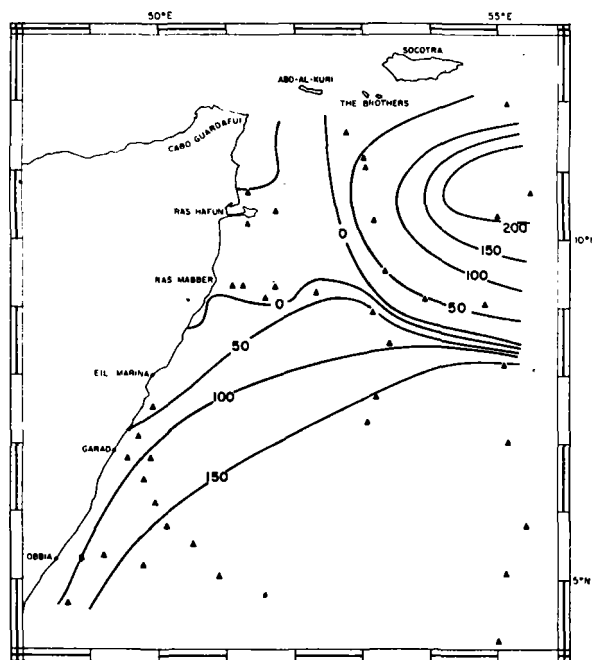 50°E 55°E
SOCOTRA
ABD-AL-KURI
THE BROTHERS
CABO GUARDAFUI
RAS HAFUN
200
0
10°N
150
100
RAS MABBER
0
50
50
EIL MARINA
100
GARAD
150
OBBIA
5°N